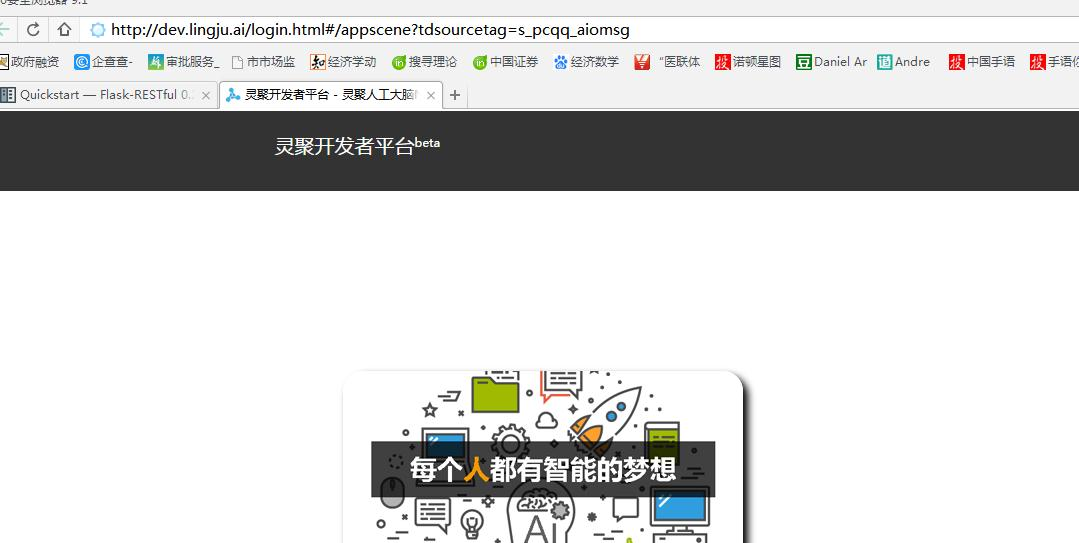 http://dev.lingju.ai/login.html#/appscene?tdsourcetag=s_pcqq_aiomsg
政府融资 企查查- 审批服务_ 市市场监 经济学动 搜寻理论 中国证券 经济数学 “医联体 诺顿星图 Daniel Ar Andre 中国手语
Quickstart — Flask-RESTful 0. 灵聚开发者平台 - 灵聚人工大脑
灵聚开发者平台beta
每个人都有智能的梦想
AI